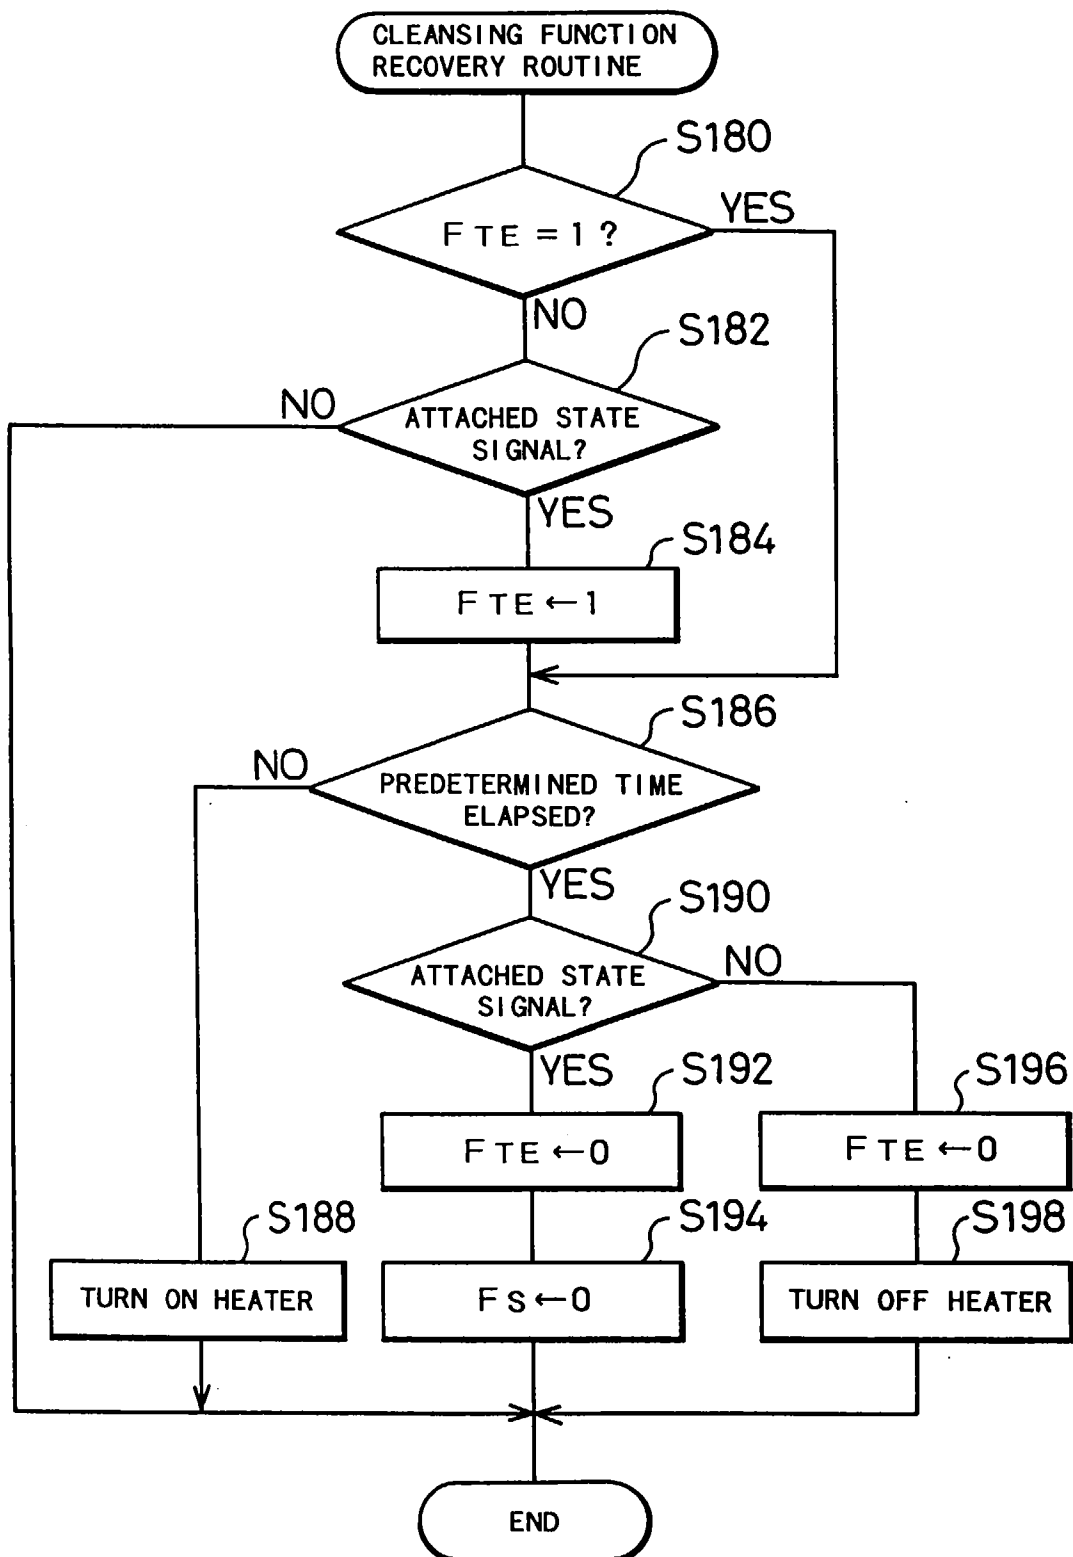 CLEANSING FUNCTION
RECOVERY ROUTINE
S180
FTE = 1 ?
YES
NO
S182
NO
ATTACHED STATE
SIGNAL?
YES
S184
FTE ← 1
S186
NO
PREDETERMINED TIME
ELAPSED?
YES
S190
ATTACHED STATE
SIGNAL?
NO
YES
S192
S196
FTE ← 0
FTE ← 0
S188
S194
S198
TURN ON HEATER
FS ← 0
TURN OFF HEATER
END